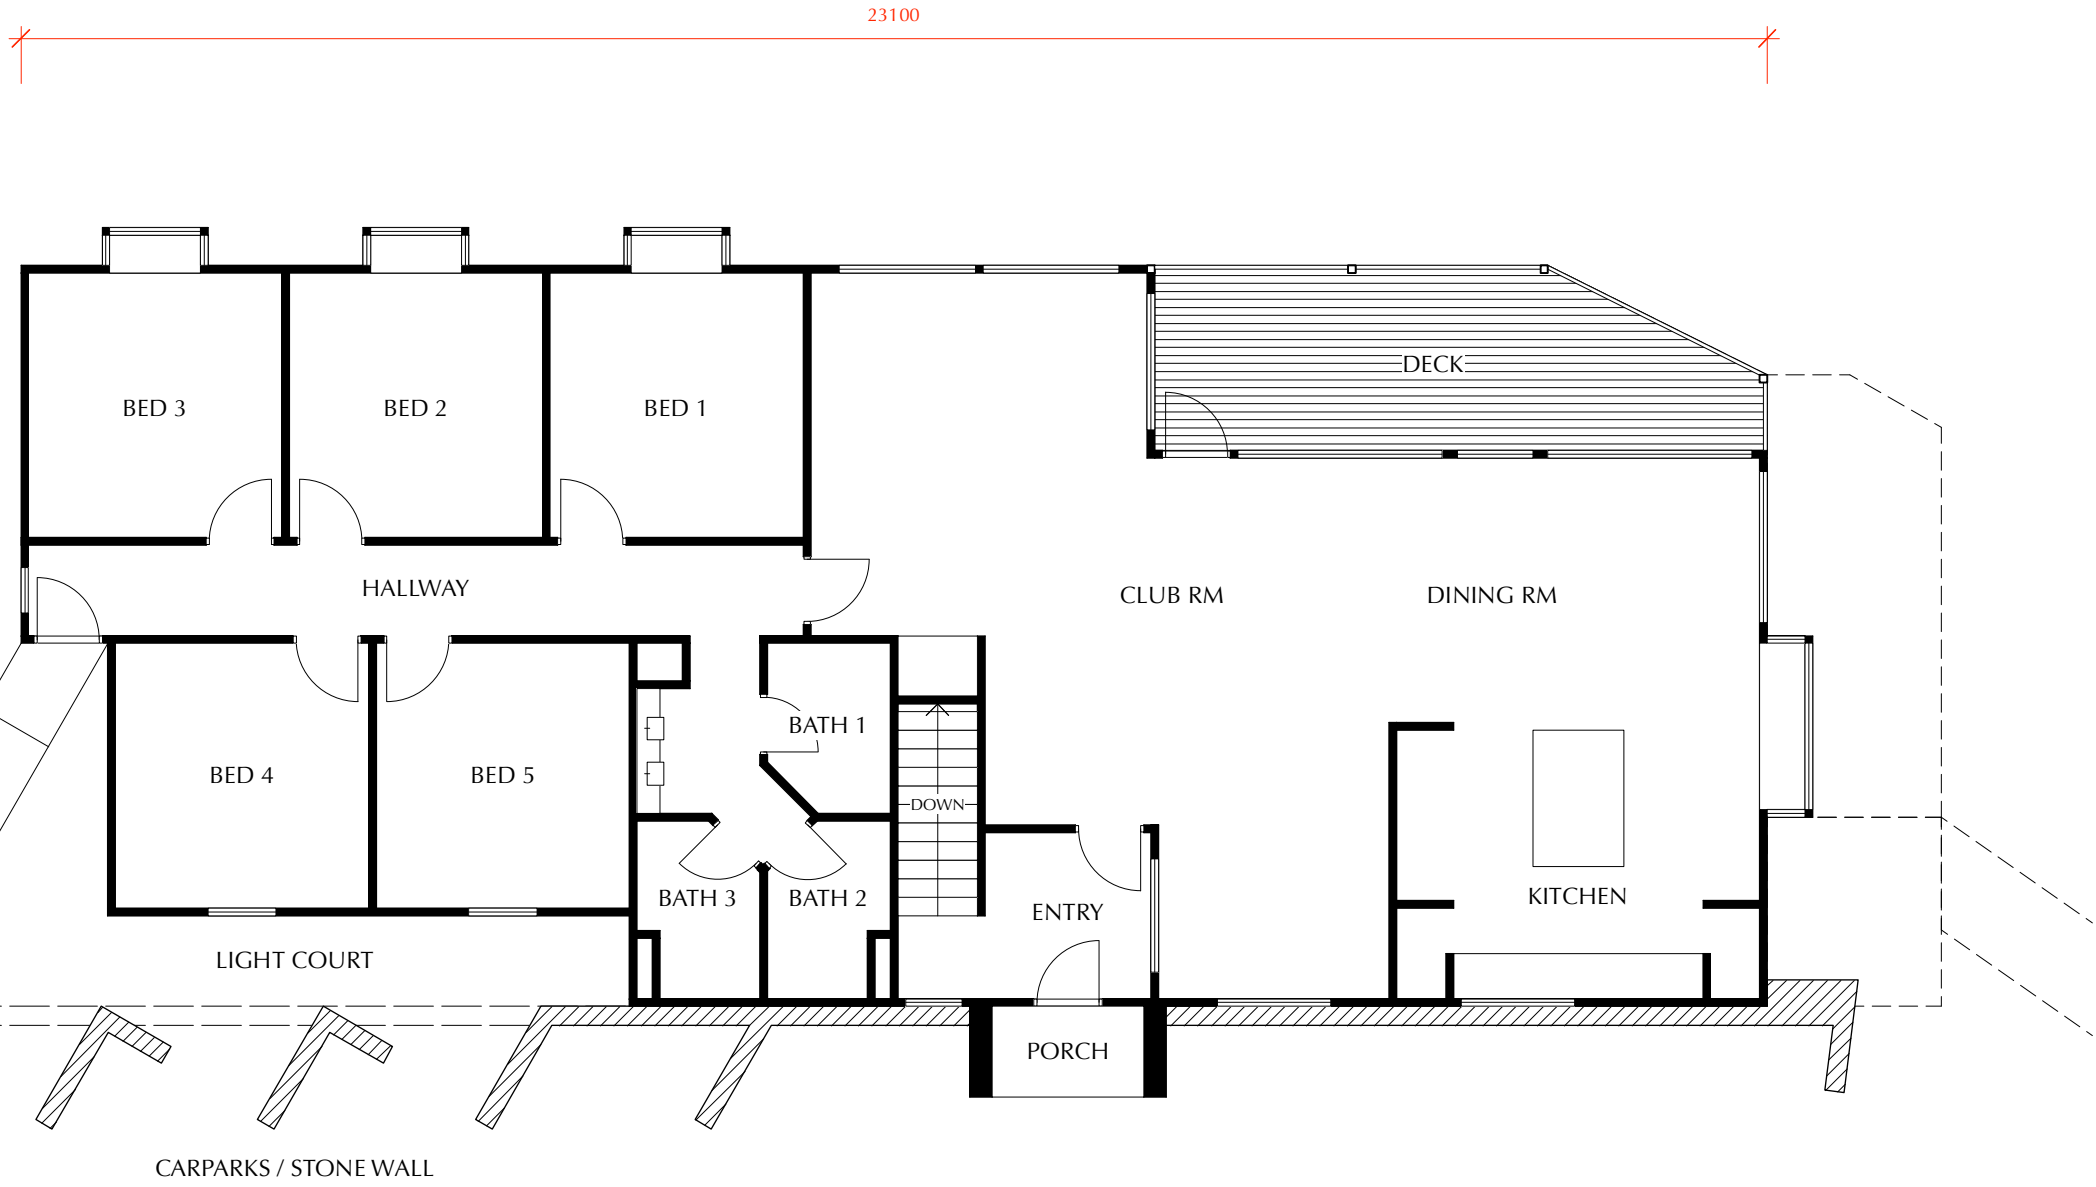 23100
DECK
BED 3
BED 2
BED 1
HALLWAY
CLUB RM
DINING RM
BATH 1
BED 4
BED 5
DOWN
BATH 3
BATH 2
KITCHEN
ENTRY
LIGHT COURT
PORCH
CARPARKS / STONE WALL